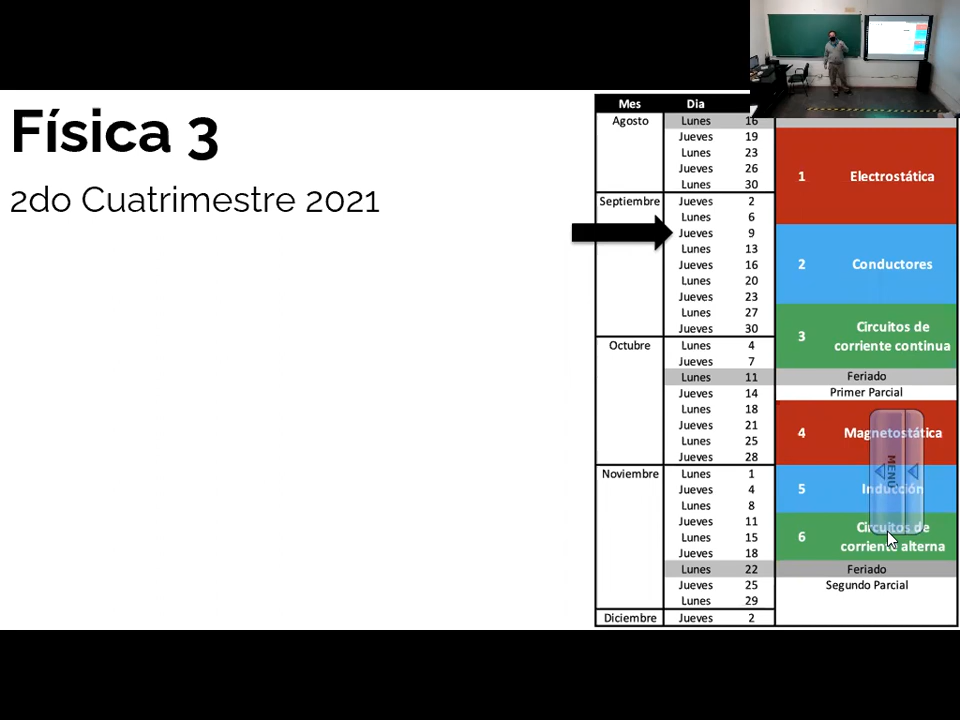 Física 3
2do Cuatrimestre 2021
Mes Dia
Agosto Lunes 16
Jueves 19
Lunes 23
Jueves 26
Lunes 30
1 Electrostática
Septiembre Jueves 2
Lunes 6
Jueves 9
Lunes 13
Jueves 16
Lunes 20
Jueves 23
Lunes 27
Jueves 30
2 Conductores
3 Circuitos de
corriente continua
Octubre Lunes 4
Jueves 7
Lunes 11 Feriado
Jueves 14 Primer Parcial
Lunes 18
Jueves 21
Lunes 25
Jueves 28
4 Magnetostática
MENÚ
Noviembre Lunes 1
Jueves 4
Lunes 8
Jueves 11
Lunes 15
Jueves 18
5 Inducción
6 Circuitos de
corriente alterna
Lunes 22 Feriado
Jueves 25 Segundo Parcial
Lunes 29
Diciembre Jueves 2